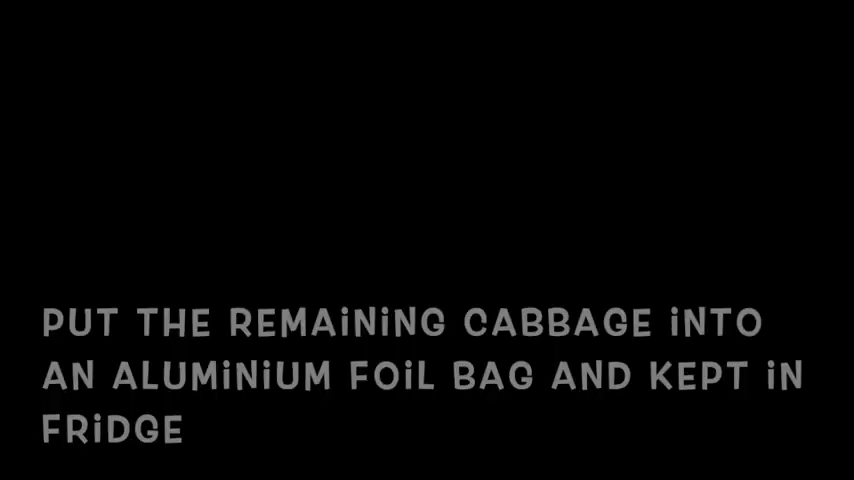 PUT THE REMAiNiNG CABBAGE iNTO
AN ALUMiNiUM FOiL BAG AND KEPT iN
FRiDGE